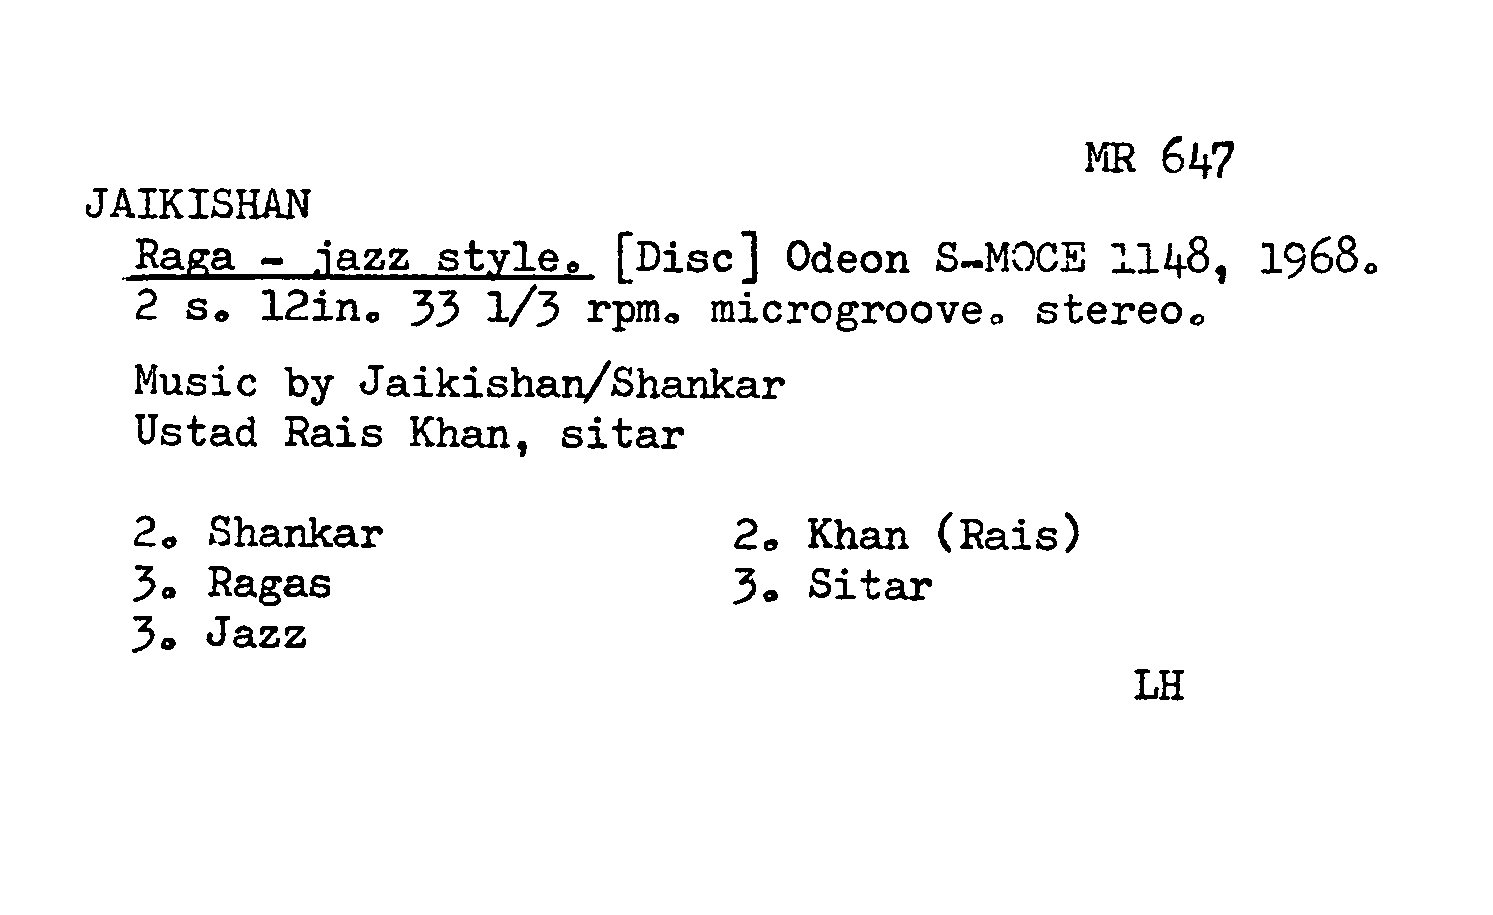 MR 647
JAIKISHAN
Raga - jazz style. [Disc] Odeon S-MOCE 1148, 1968.
2 s. 12in. 33 1/3 rpm. microgroove. stereo.
Music by Jaikishan/Shankar
Ustad Rais Khan, sitar
2. Shankar 2. Khan (Rais)
3. Ragas 3. Sitar
3. Jazz
LH